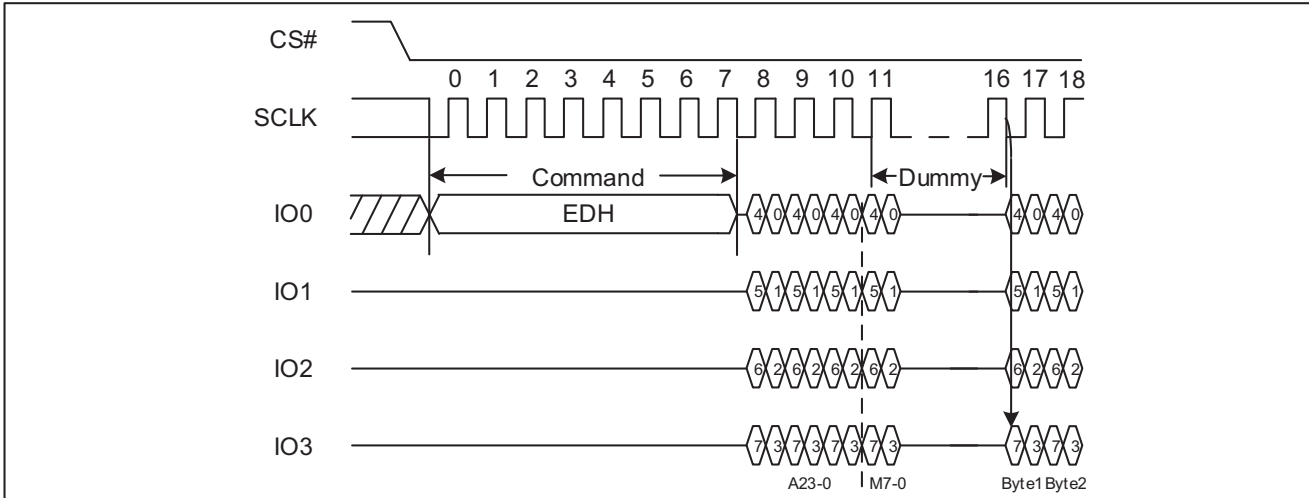 CS#
0 1 2 3 4 5 6 7 8 9 10 11 16 17 18
SCLK
Command Dummy
IO0 EDH 4 0 4 0 4 0 4 0 4 0 4 0
IO1 5 1 5 1 5 1 5 1 5 1 5 1
IO2 6 2 6 2 6 2 6 2 6 2 6 2
IO3 7 3 7 3 7 3 7 3 7 3 7 3
A23-0 M7-0 Byte1 Byte2